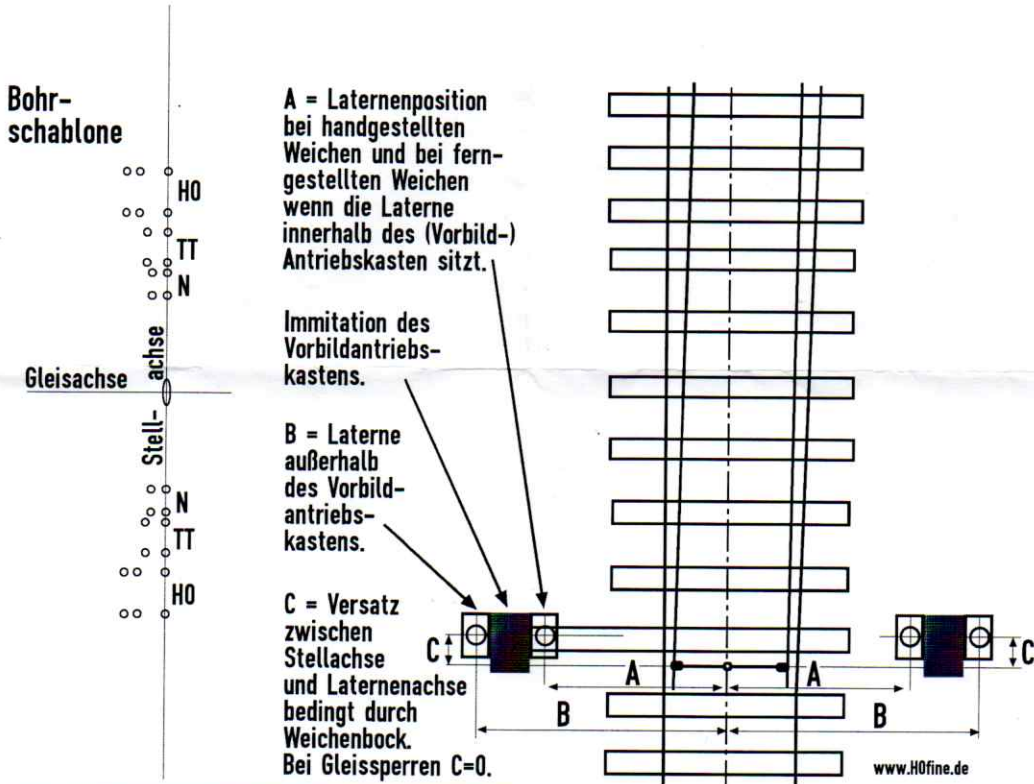 Bohr-
schablone
H0
TT
N
Gleisachse
Stell-
achse
N
TT
H0
A = Laternenposition
bei handgestellten
Weichen und bei fern-
gestellten Weichen
wenn die Laterne
innerhalb des (Vorbild-)
Antriebskasten sitzt.
Immitation des
Vorbildantriebs-
kastens.
B = Laterne
außerhalb
des Vorbild-
antriebs-
kastens.
C = Versatz
zwischen
Stellachse
und Laternenachse
bedingt durch
Weichenbock.
Bei Gleissperren C=0.
C
A
A
C
B
B
www.H0fine.de